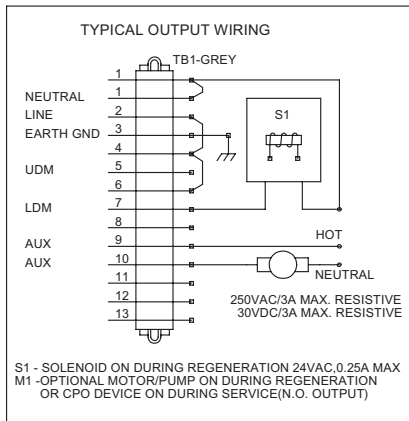 TYPICAL OUTPUT WIRING
TB1-GREY
1
NEUTRAL 1
LINE 2
EARTH GND 3
4
UDM 5
6
LDM 7
8
AUX 9
AUX 10
11
12
13
S1
HOT
NEUTRAL
250VAC/3A MAX. RESISTIVE
30VDC/3A MAX. RESISTIVE
S1 - SOLENOID ON DURING REGENERATION 24VAC,0.25A MAX
M1 -OPTIONAL MOTOR/PUMP ON DURING REGENERATION
OR CPO DEVICE ON DURING SERVICE(N.O. OUTPUT)